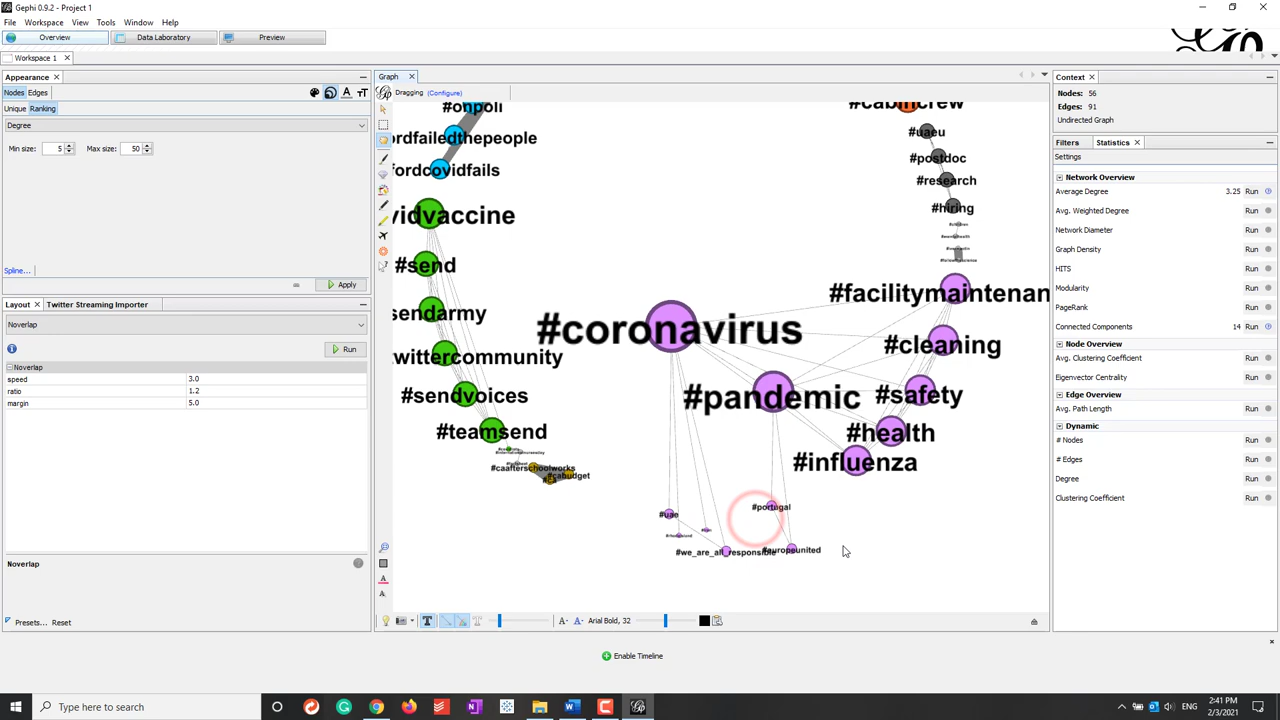 Gephi 0.9.2 - Project 1
File Workspace View Tools Window Help
Overview Data Laboratory Preview
Workspace 1
Appearance
Nodes Edges
Unique Ranking
Degree
Min size: 5 Max size: 50
Spline...
Apply
Layout Twitter Streaming Importer
Noverlap
Run
Noverlap
speed 3.0
ratio 1.2
margin 5.0
Noverlap
Presets... Reset
Graph
Dragging (Configure)
#onpoli
ordfailedthepeople
fordcovidfails
vidvaccine
#send
sendarmy
wittercommunity
#sendvoices
#teamsend
#caafterschoolworks
#cabudget
#cabincrew
#uaeu
#postdoc
#research
#hiring
#facilitymaintenan
#coronavirus
#cleaning
#pandemic
#safety
#health
#influenza
#portugal
#uae
#we_are_all_responsible
#europeunited
Arial Bold, 32
Context
Nodes: 56
Edges: 91
Undirected Graph
Filters Statistics
Settings
Network Overview
Average Degree 3.25 Run
Avg. Weighted Degree Run
Network Diameter Run
Graph Density Run
HITS Run
Modularity Run
PageRank Run
Connected Components 14 Run
Node Overview
Avg. Clustering Coefficient Run
Eigenvector Centrality Run
Edge Overview
Avg. Path Length Run
Dynamic
# Nodes Run
# Edges Run
Degree Run
Clustering Coefficient Run
Enable Timeline
Type here to search
ENG
2:41 PM
2/3/2021